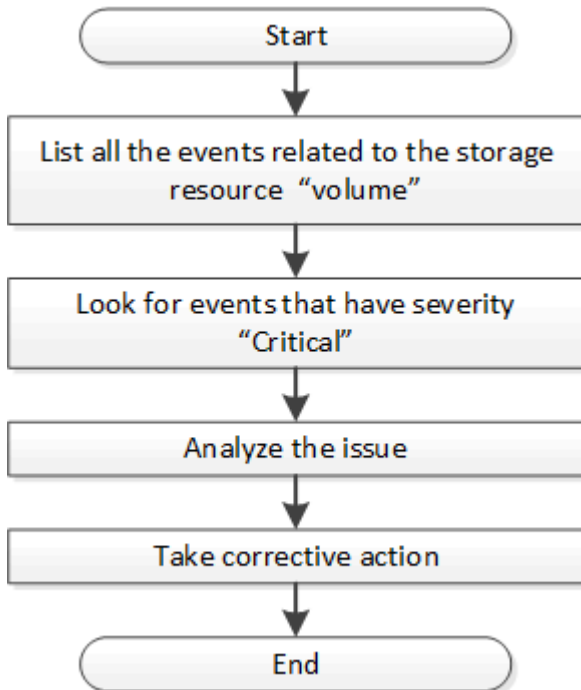 Start
List all the events related to the storage
resource “volume”
Look for events that have severity
“Critical”
Analyze the issue
Take corrective action
End